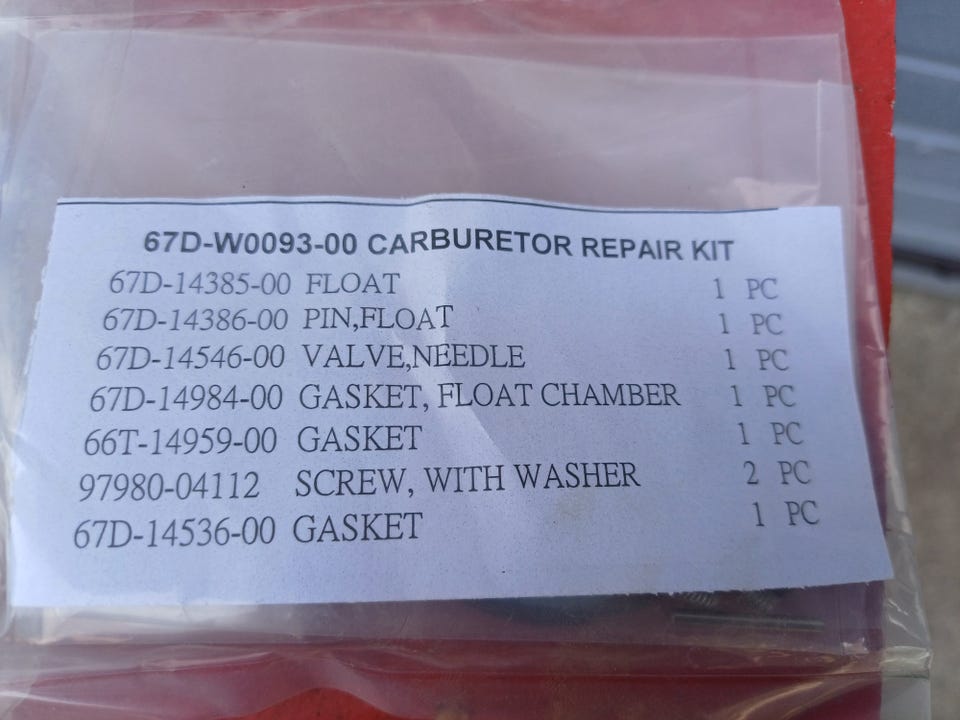 67D-W0093-00 CARBURETOR REPAIR KIT
67D-14385-00 FLOAT 1 PC
67D-14386-00 PIN,FLOAT 1 PC
67D-14546-00 VALVE,NEEDLE 1 PC
67D-14984-00 GASKET, FLOAT CHAMBER 1 PC
66T-14959-00 GASKET 1 PC
97980-04112 SCREW, WITH WASHER 2 PC
67D-14536-00 GASKET 1 PC